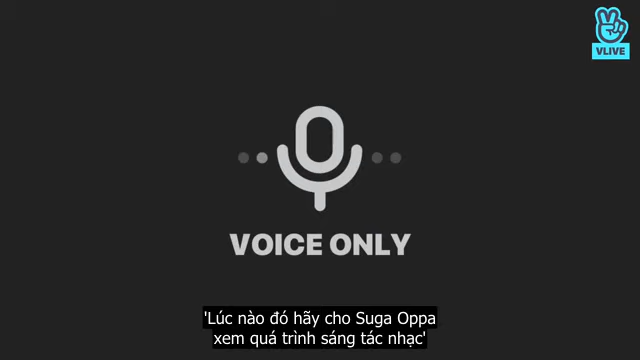 VLIVE
VOICE ONLY
'Lúc nào đó hãy cho Suga Oppa
xem quá trình sáng tác nhạc'